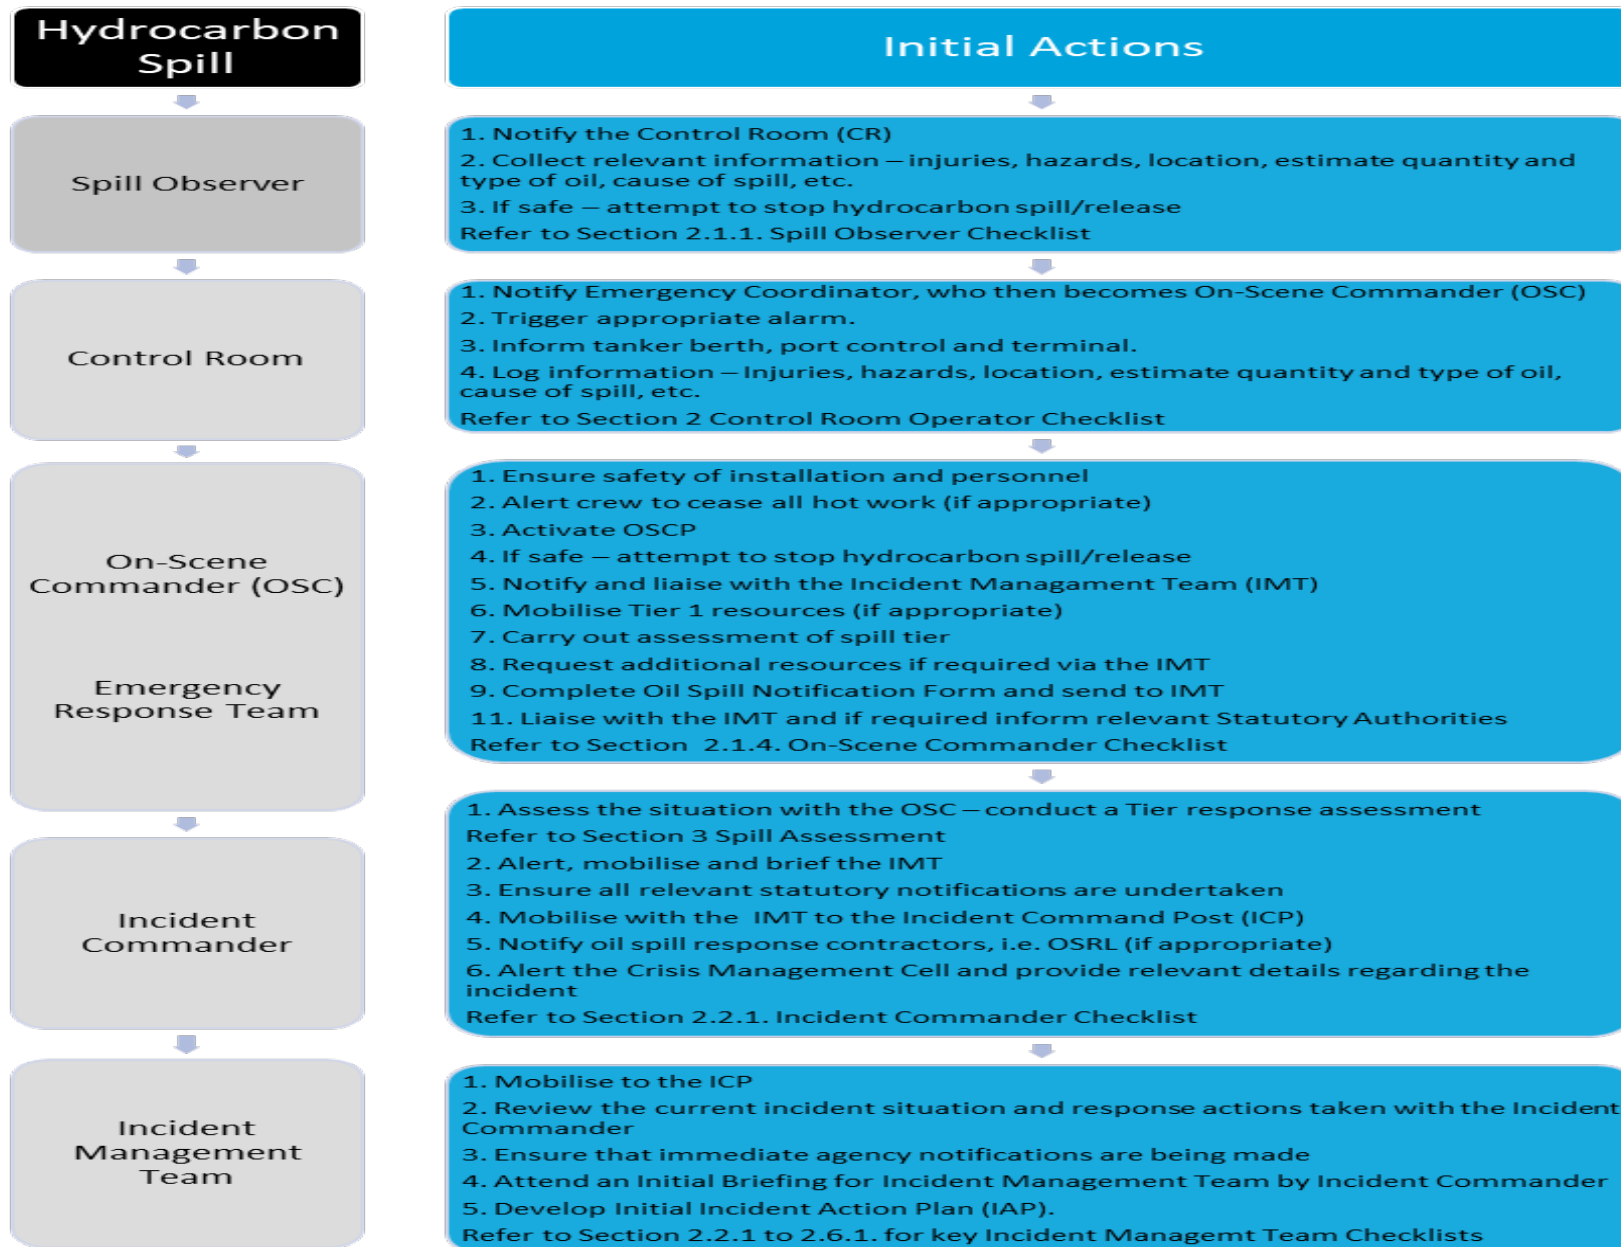 Hydrocarbon
Spill
Initial Actions
Spill Observer
1. Notify the Control Room (CR)
2. Collect relevant information – injuries, hazards, location, estimate quantity and
type of oil, cause of spill, etc.
3. If safe – attempt to stop hydrocarbon spill/release
Refer to Section 2.1.1. Spill Observer Checklist
Control Room
1. Notify Emergency Coordinator, who then becomes On-Scene Commander (OSC)
2. Trigger appropriate alarm.
3. Inform tanker berth, port control and terminal.
4. Log information – Injuries, hazards, location, estimate quantity and type of oil,
cause of spill, etc.
Refer to Section 2 Control Room Operator Checklist
On-Scene
Commander (OSC)
Emergency
Response Team
1. Ensure safety of installation and personnel
2. Alert crew to cease all hot work (if appropriate)
3. Activate OSCP
4. If safe – attempt to stop hydrocarbon spill/release
5. Notify and liaise with the Incident Managament Team (IMT)
6. Mobilise Tier 1 resources (if appropriate)
7. Carry out assessment of spill tier
8. Request additional resources if required via the IMT
9. Complete Oil Spill Notification Form and send to IMT
11. Liaise with the IMT and if required inform relevant Statutory Authorities
Refer to Section 2.1.4. On-Scene Commander Checklist
Incident
Commander
1. Assess the situation with the OSC – conduct a Tier response assessment
Refer to Section 3 Spill Assessment
2. Alert, mobilise and brief the IMT
3. Ensure all relevant statutory notifications are undertaken
4. Mobilise with the IMT to the Incident Command Post (ICP)
5. Notify oil spill response contractors, i.e. OSRL (if appropriate)
6. Alert the Crisis Management Cell and provide relevant details regarding the
incident
Refer to Section 2.2.1. Incident Commander Checklist
Incident
Management
Team
1. Mobilise to the ICP
2. Review the current incident situation and response actions taken with the Incident
Commander
3. Ensure that immediate agency notifications are being made
4. Attend an Initial Briefing for Incident Management Team by Incident Commander
5. Develop Initial Incident Action Plan (IAP).
Refer to Section 2.2.1 to 2.6.1. for key Incident Managemt Team Checklists